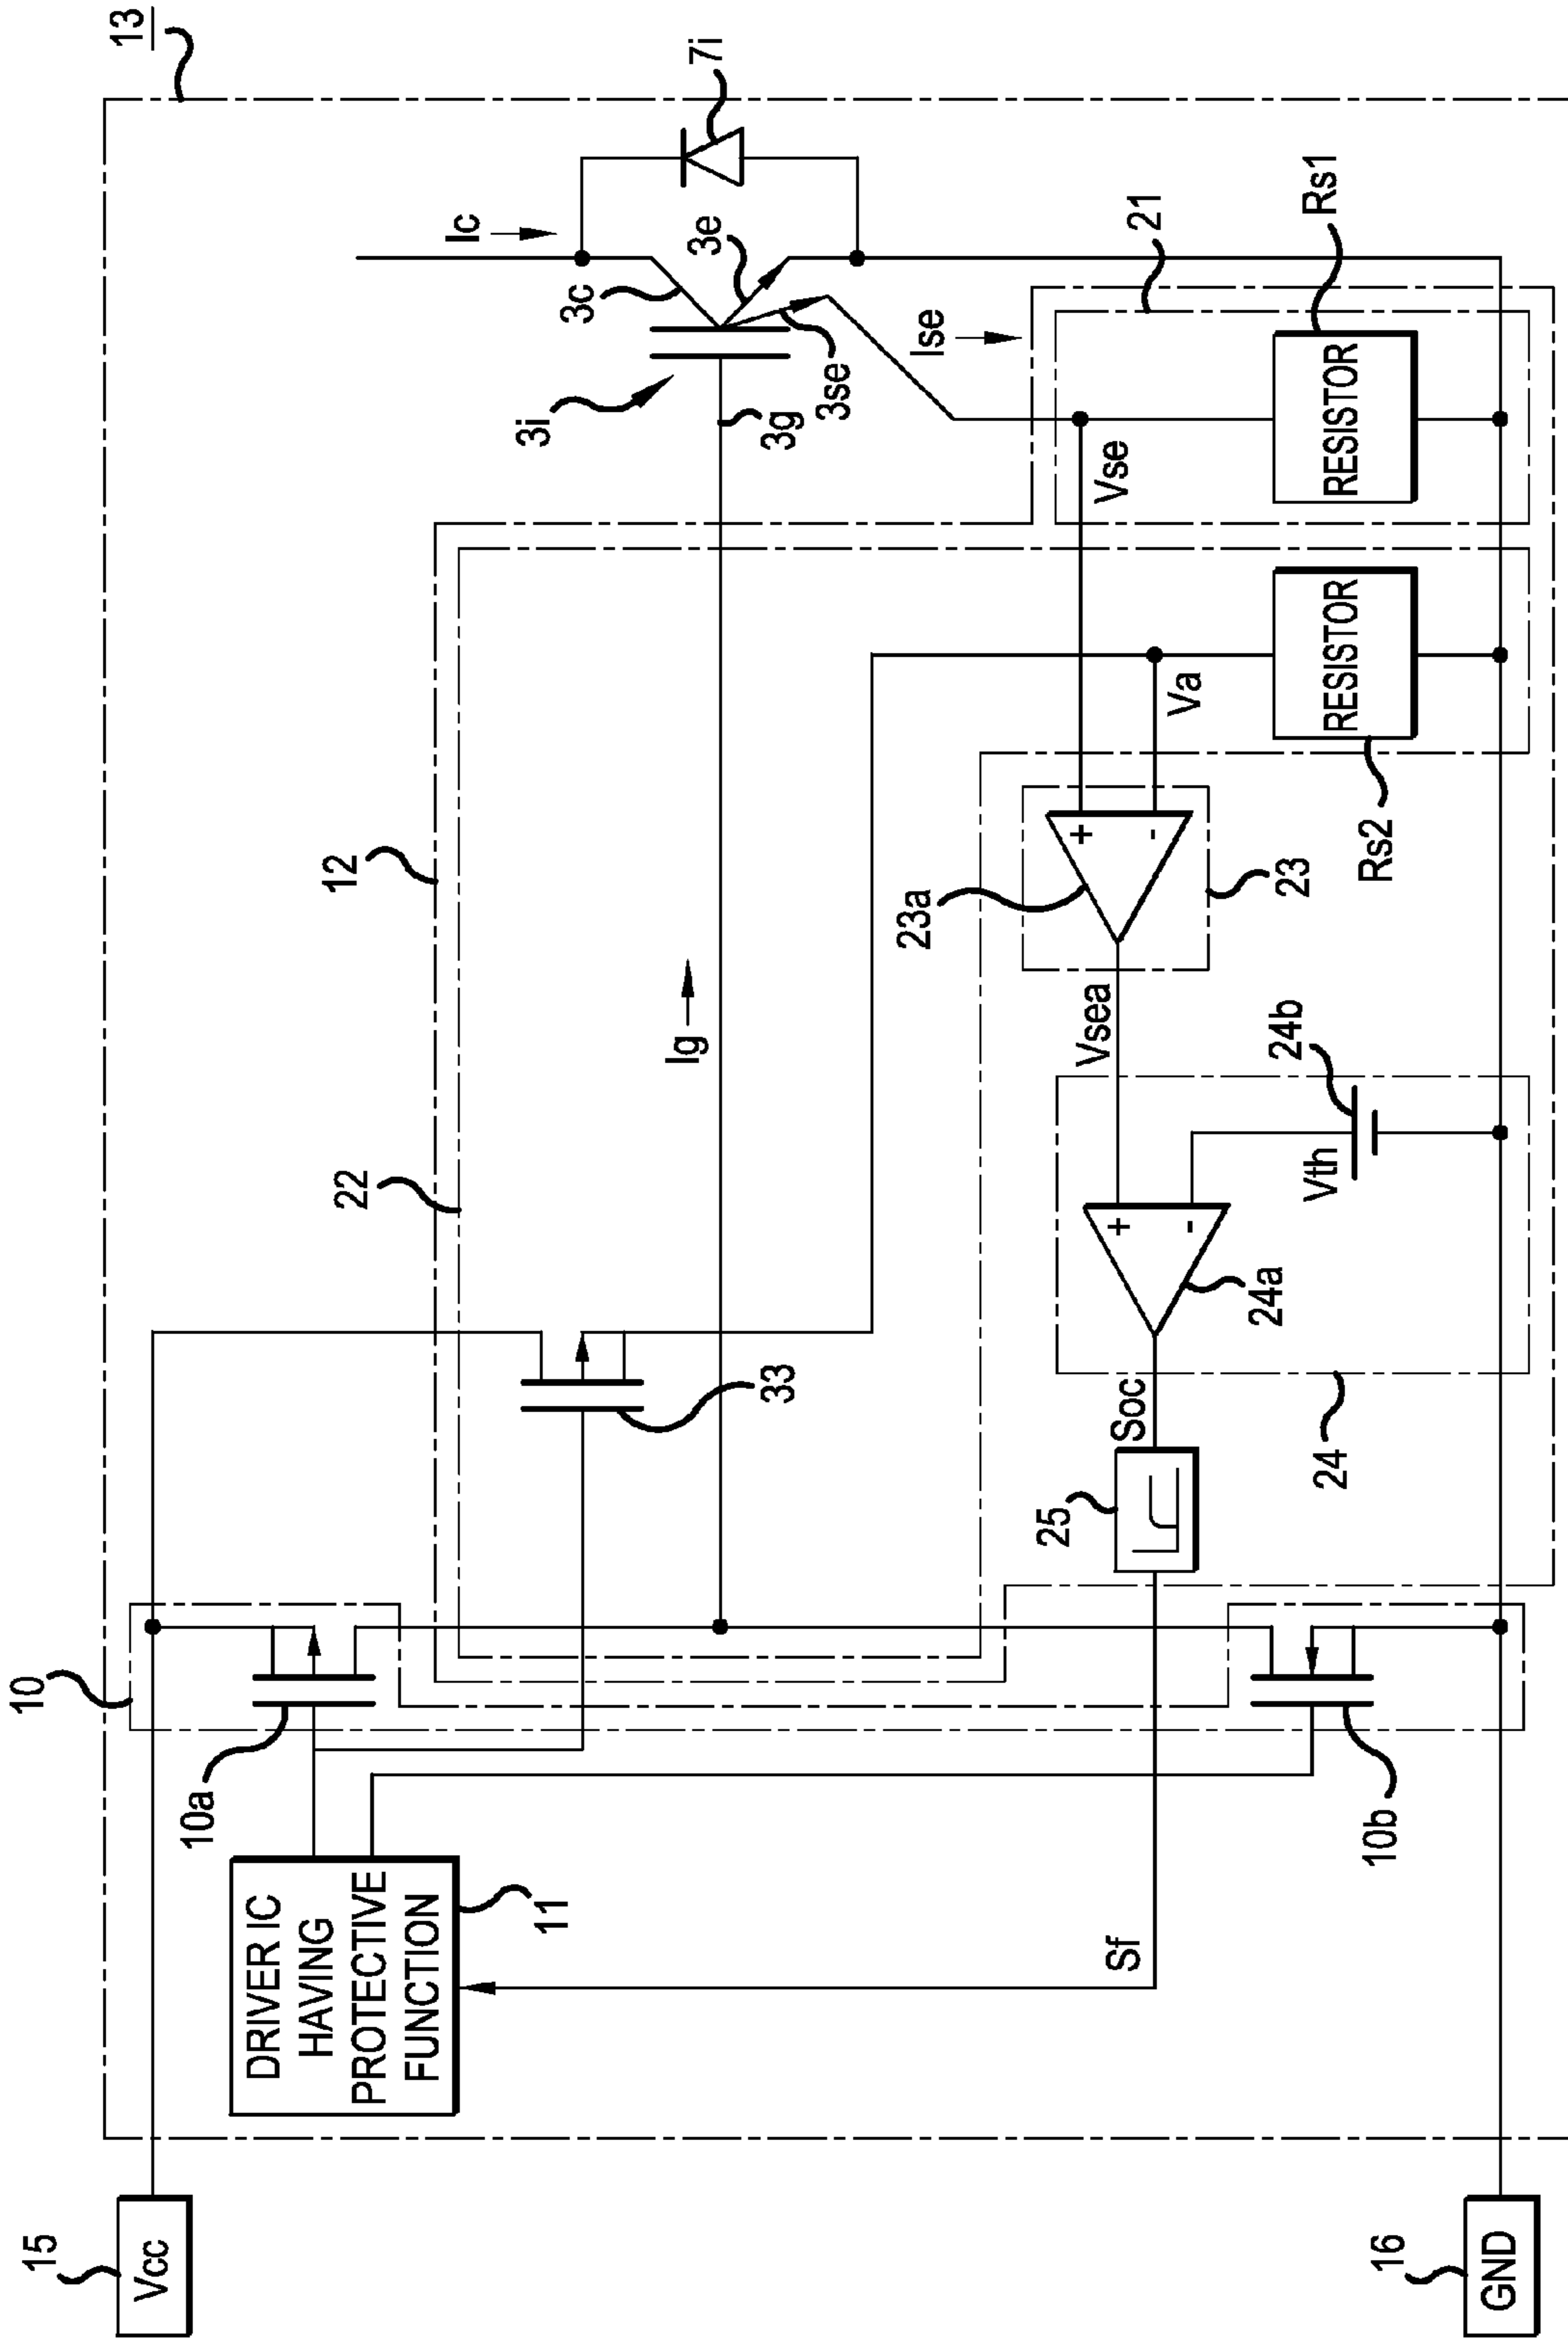 13
15
Vcc
10
10a
DRIVER IC
HAVING
PROTECTIVE
FUNCTION
11
22
12
33
Ig
3i
3g
3c
3e
3se
Ic
7i
Ise
21
Vse
Va
RESISTOR
Rs1
RESISTOR
Rs2
+
-
23a
23
Vsea
+
-
24a
24b
Vth
24
Soc
25
Sf
10b
16
GND